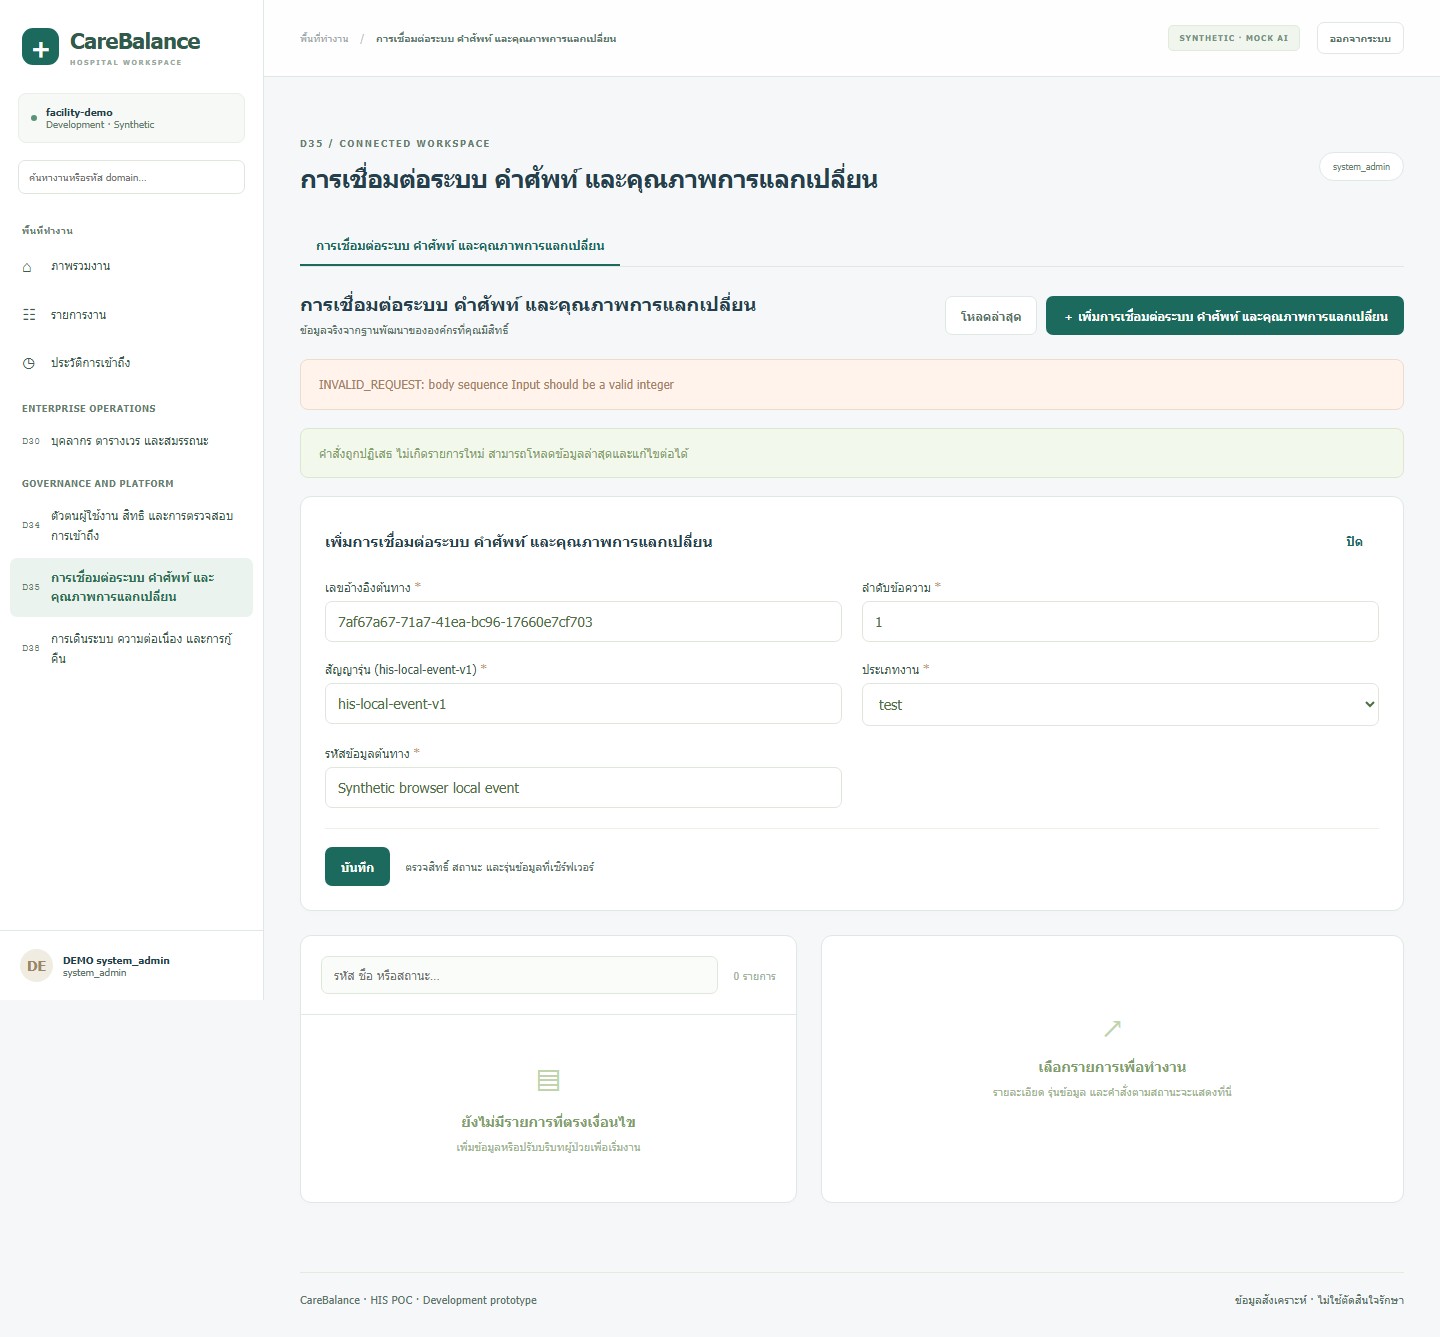 CareBalance
HOSPITAL WORKSPACE
facility-demo
Development · Synthetic
ค้นหางานหรือรหัส domain...
พื้นที่ทำงาน
ภาพรวมงาน
รายการงาน
ประวัติการเข้าถึง
ENTERPRISE OPERATIONS
D30 บุคลากร ตารางเวร และสมรรถนะ
GOVERNANCE AND PLATFORM
D34 ตัวตนผู้ใช้งาน สิทธิ และการตรวจสอบ
การเข้าถึง
D35 การเชื่อมต่อระบบ คำศัพท์ และ
คุณภาพการแลกเปลี่ยน
D36 การเดินระบบ ความต่อเนื่อง และการกู้
คืน
DE
DEMO system_admin
system_admin
พื้นที่ทำงาน / การเชื่อมต่อระบบ คำศัพท์ และคุณภาพการแลกเปลี่ยน
SYNTHETIC · MOCK AI
ออกจากระบบ
D35 / CONNECTED WORKSPACE
การเชื่อมต่อระบบ คำศัพท์ และคุณภาพการแลกเปลี่ยน
system_admin
การเชื่อมต่อระบบ คำศัพท์ และคุณภาพการแลกเปลี่ยน
การเชื่อมต่อระบบ คำศัพท์ และคุณภาพการแลกเปลี่ยน
ข้อมูลจริงจากฐานพัฒนาขององค์กรที่คุณมีสิทธิ์
โหลดล่าสุด
+ เพิ่มการเชื่อมต่อระบบ คำศัพท์ และคุณภาพการแลกเปลี่ยน
INVALID_REQUEST: body sequence Input should be a valid integer
คำสั่งถูกปฏิเสธ ไม่เกิดรายการใหม่ สามารถโหลดข้อมูลล่าสุดและแก้ไขต่อได้
เพิ่มการเชื่อมต่อระบบ คำศัพท์ และคุณภาพการแลกเปลี่ยน
ปิด
เลขอ้างอิงต้นทาง *
7af67a67-71a7-41ea-bc96-17660e7cf703
ลำดับข้อความ *
1
สัญญารุ่น (his-local-event-v1) *
his-local-event-v1
ประเภทงาน *
test
รหัสข้อมูลต้นทาง *
Synthetic browser local event
บันทึก
ตรวจสิทธิ์ สถานะ และรุ่นข้อมูลที่เซิร์ฟเวอร์
รหัส ชื่อ หรือสถานะ...
0 รายการ
ยังไม่มีรายการที่ตรงเงื่อนไข
เพิ่มข้อมูลหรือปรับบริบทผู้ป่วยเพื่อเริ่มงาน
เลือกรายการเพื่อทำงาน
รายละเอียด รุ่นข้อมูล และคำสั่งตามสถานะจะแสดงที่นี่
CareBalance · HIS POC · Development prototype
ข้อมูลสังเคราะห์ · ไม่ใช้ตัดสินใจรักษา